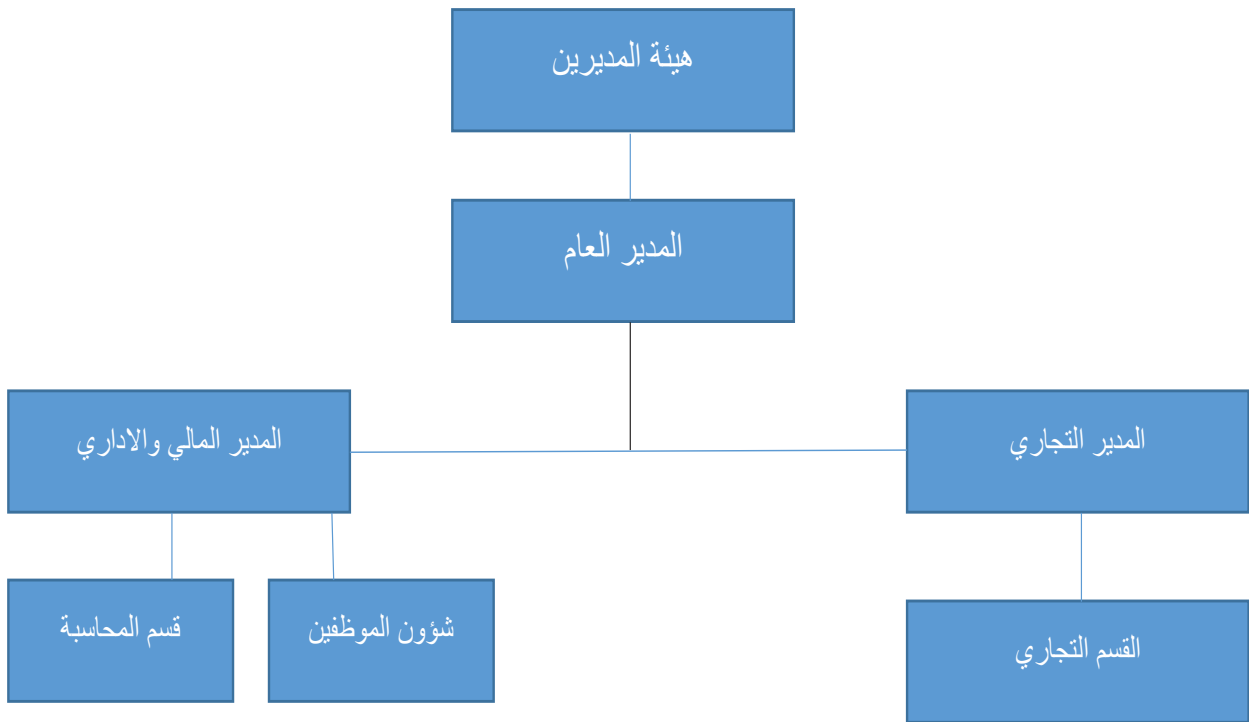 هيئة المديرين
المدير العام
المدير التجاري
المدير المالي والاداري
القسم التجاري
شؤون الموظفين
قسم المحاسبة